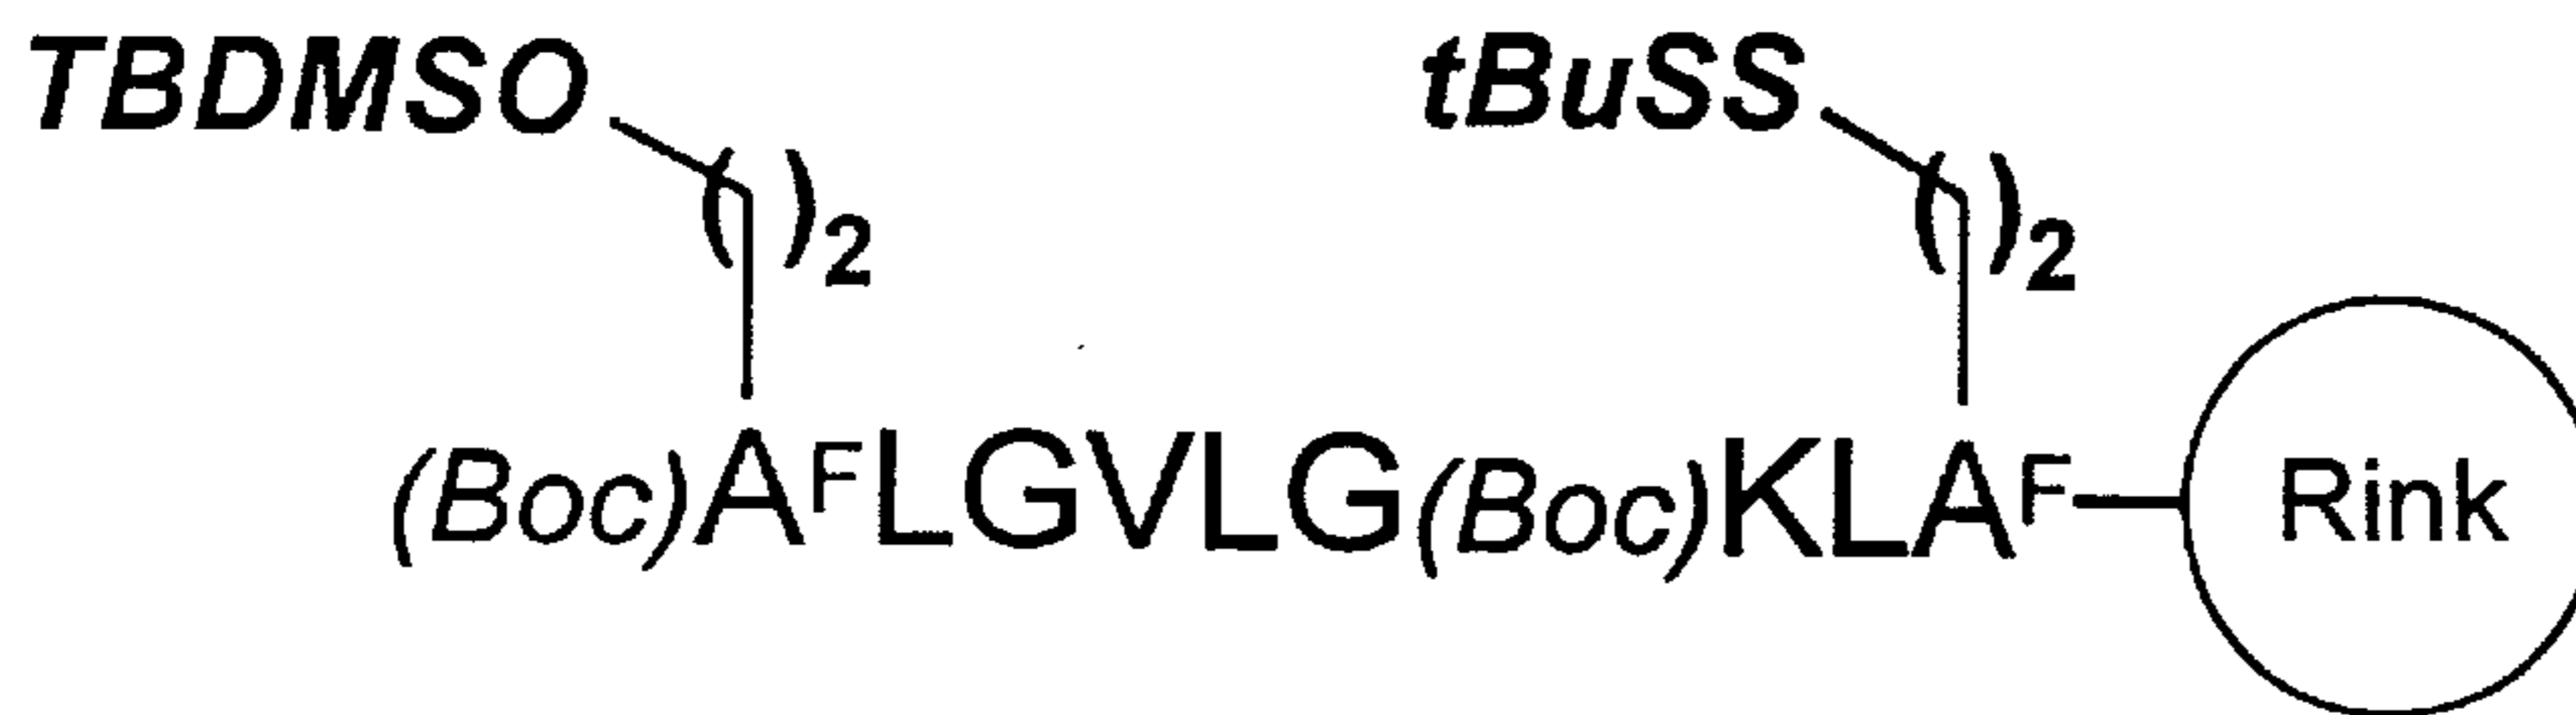 TBDMSO tBuSS
( )2 ( )2
(Boc)AFLGVLG(Boc)KLAF Rink